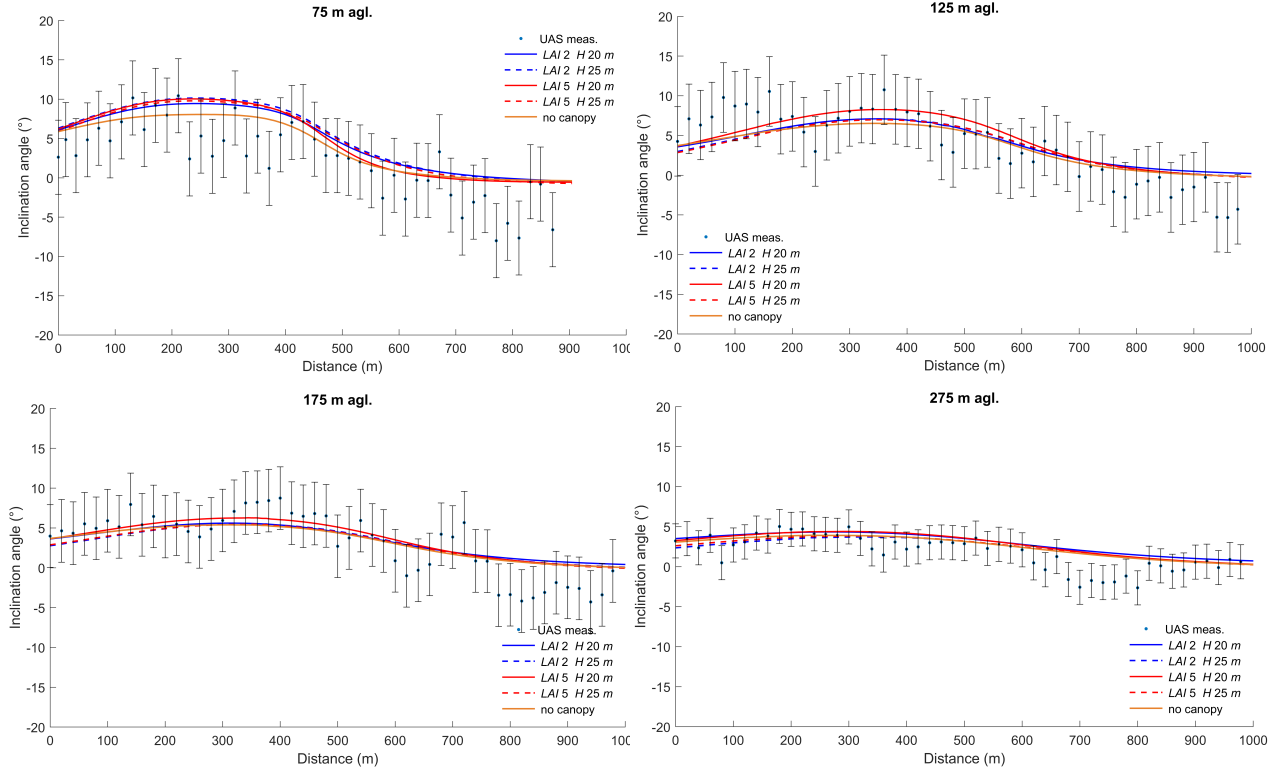 75 m agl.
20
15
10
5
0
-5
-10
-15
-20
Inclination angle (°)
0 100 200 300 400 500 600 700 800 900 100
Distance (m)
UAS meas.
LAI 2 H 20 m
LAI 2 H 25 m
LAI 5 H 20 m
LAI 5 H 25 m
no canopy
125 m agl.
20
15
10
5
0
-5
-10
-15
-20
Inclination angle (°)
0 100 200 300 400 500 600 700 800 900 1000
Distance (m)
UAS meas.
LAI 2 H 20 m
LAI 2 H 25 m
LAI 5 H 20 m
LAI 5 H 25 m
no canopy
175 m agl.
20
15
10
5
0
-5
-10
-15
-20
Inclination angle (°)
0 100 200 300 400 500 600 700 800 900 100
Distance (m)
UAS meas.
LAI 2 H 20 m
LAI 2 H 25 m
LAI 5 H 20 m
LAI 5 H 25 m
no canopy
275 m agl.
20
15
10
5
0
-5
-10
-15
-20
Inclination angle (°)
0 100 200 300 400 500 600 700 800 900 1000
Distance (m)
UAS meas.
LAI 2 H 20 m
LAI 2 H 25 m
LAI 5 H 20 m
LAI 5 H 25 m
no canopy